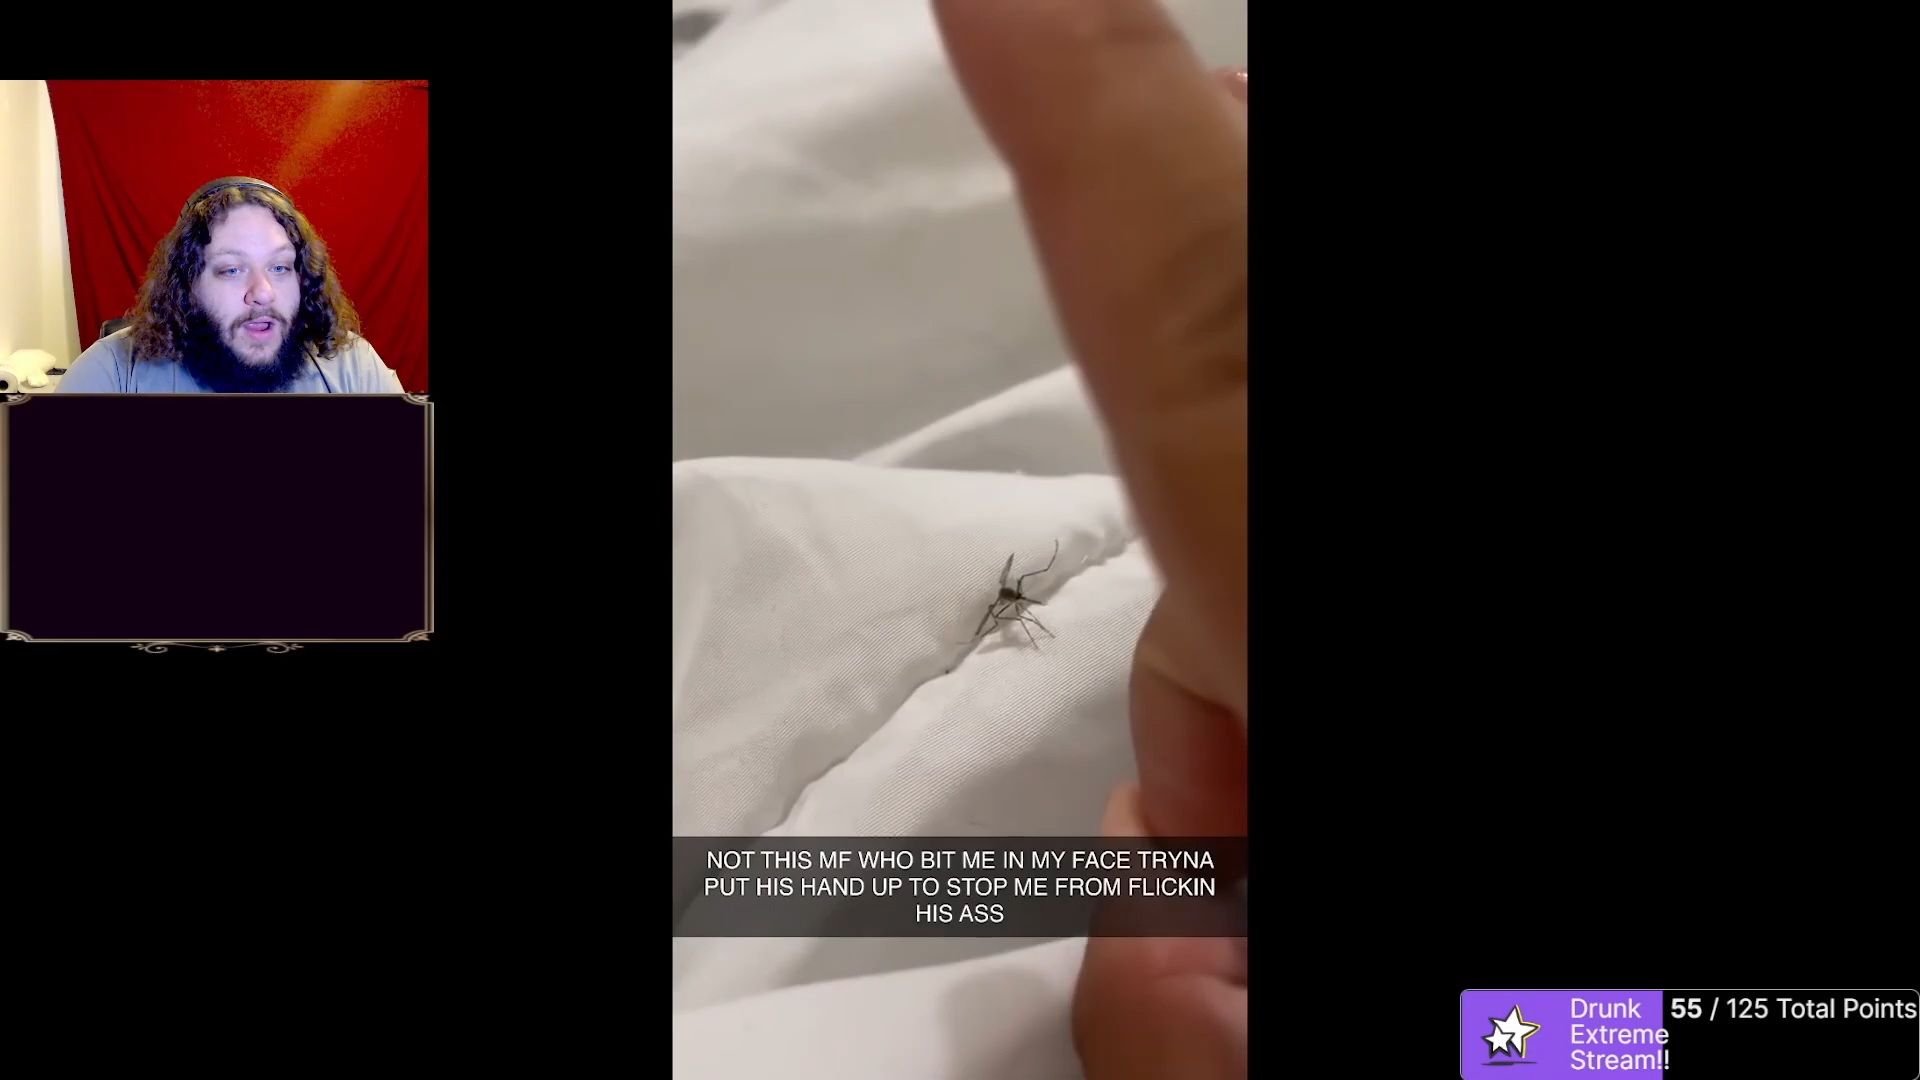 NOT THIS MF WHO BIT ME IN MY FACE TRYNA
PUT HIS HAND UP TO STOP ME FROM FLICKIN
HIS ASS
Drunk
Extreme
Stream!!
55 / 125 Total Points